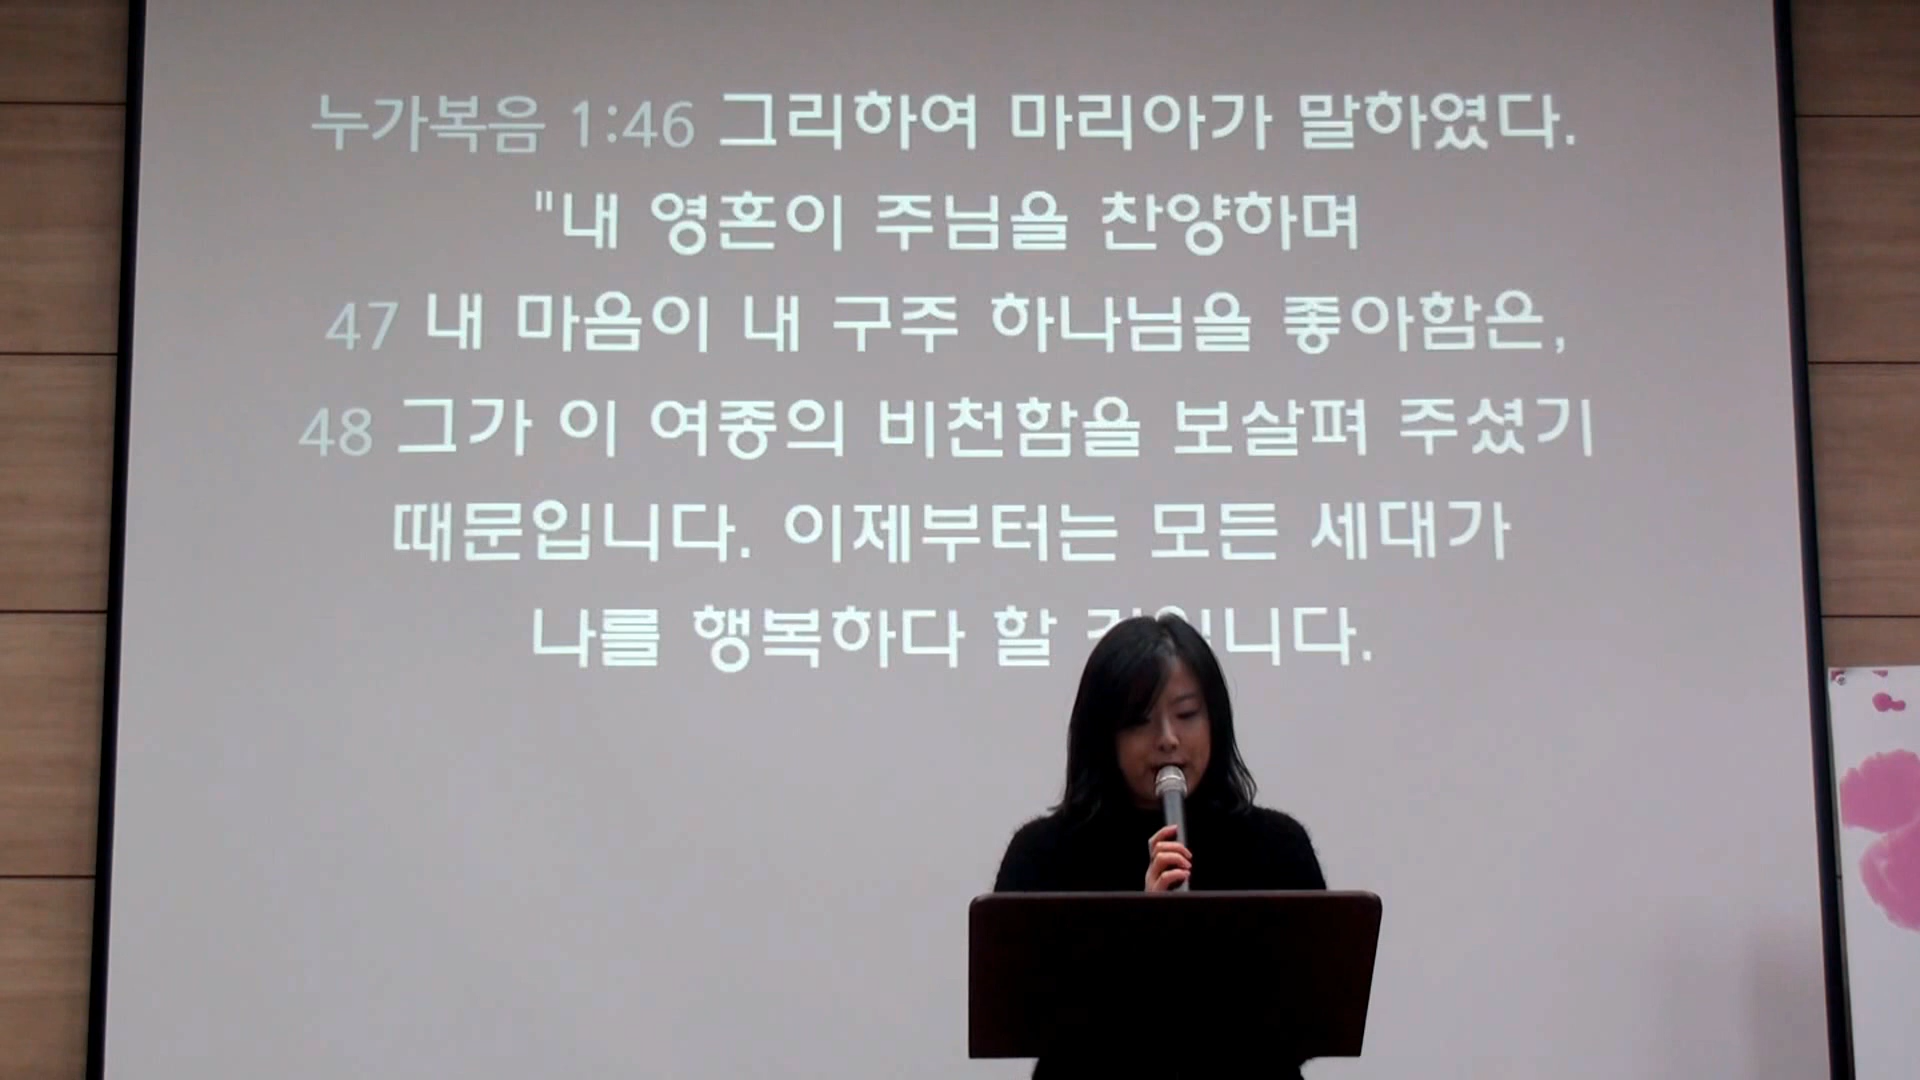 누가복음 1:46 그리하여 마리아가 말하였다.
"내 영혼이 주님을 찬양하며
47 내 마음이 내 구주 하나님을 좋아함은,
48 그가 이 여종의 비천함을 보살펴 주셨기
때문입니다. 이제부터는 모든 세대가
나를 행복하다 할